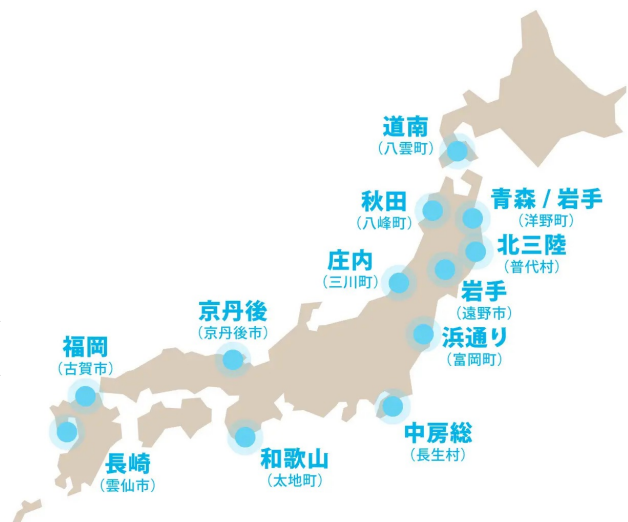 道南
（八雲町）
秋田
（八峰町）
青森 / 岩手
（洋野町）
北三陸
（普代村）
庄内
（三川町）
岩手
（遠野市）
京丹後
（京丹後市）
浜通り
（富岡町）
福岡
（古賀市）
中房総
（長生村）
長崎
（雲仙市）
和歌山
（太地町）